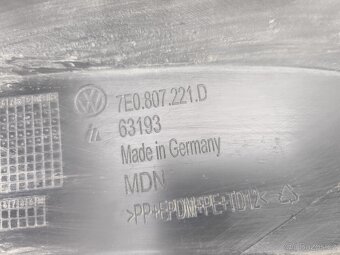 7E0.807.221.D
63193
Made in Germany
MDN
>PP+EPDM+PE+TD12<